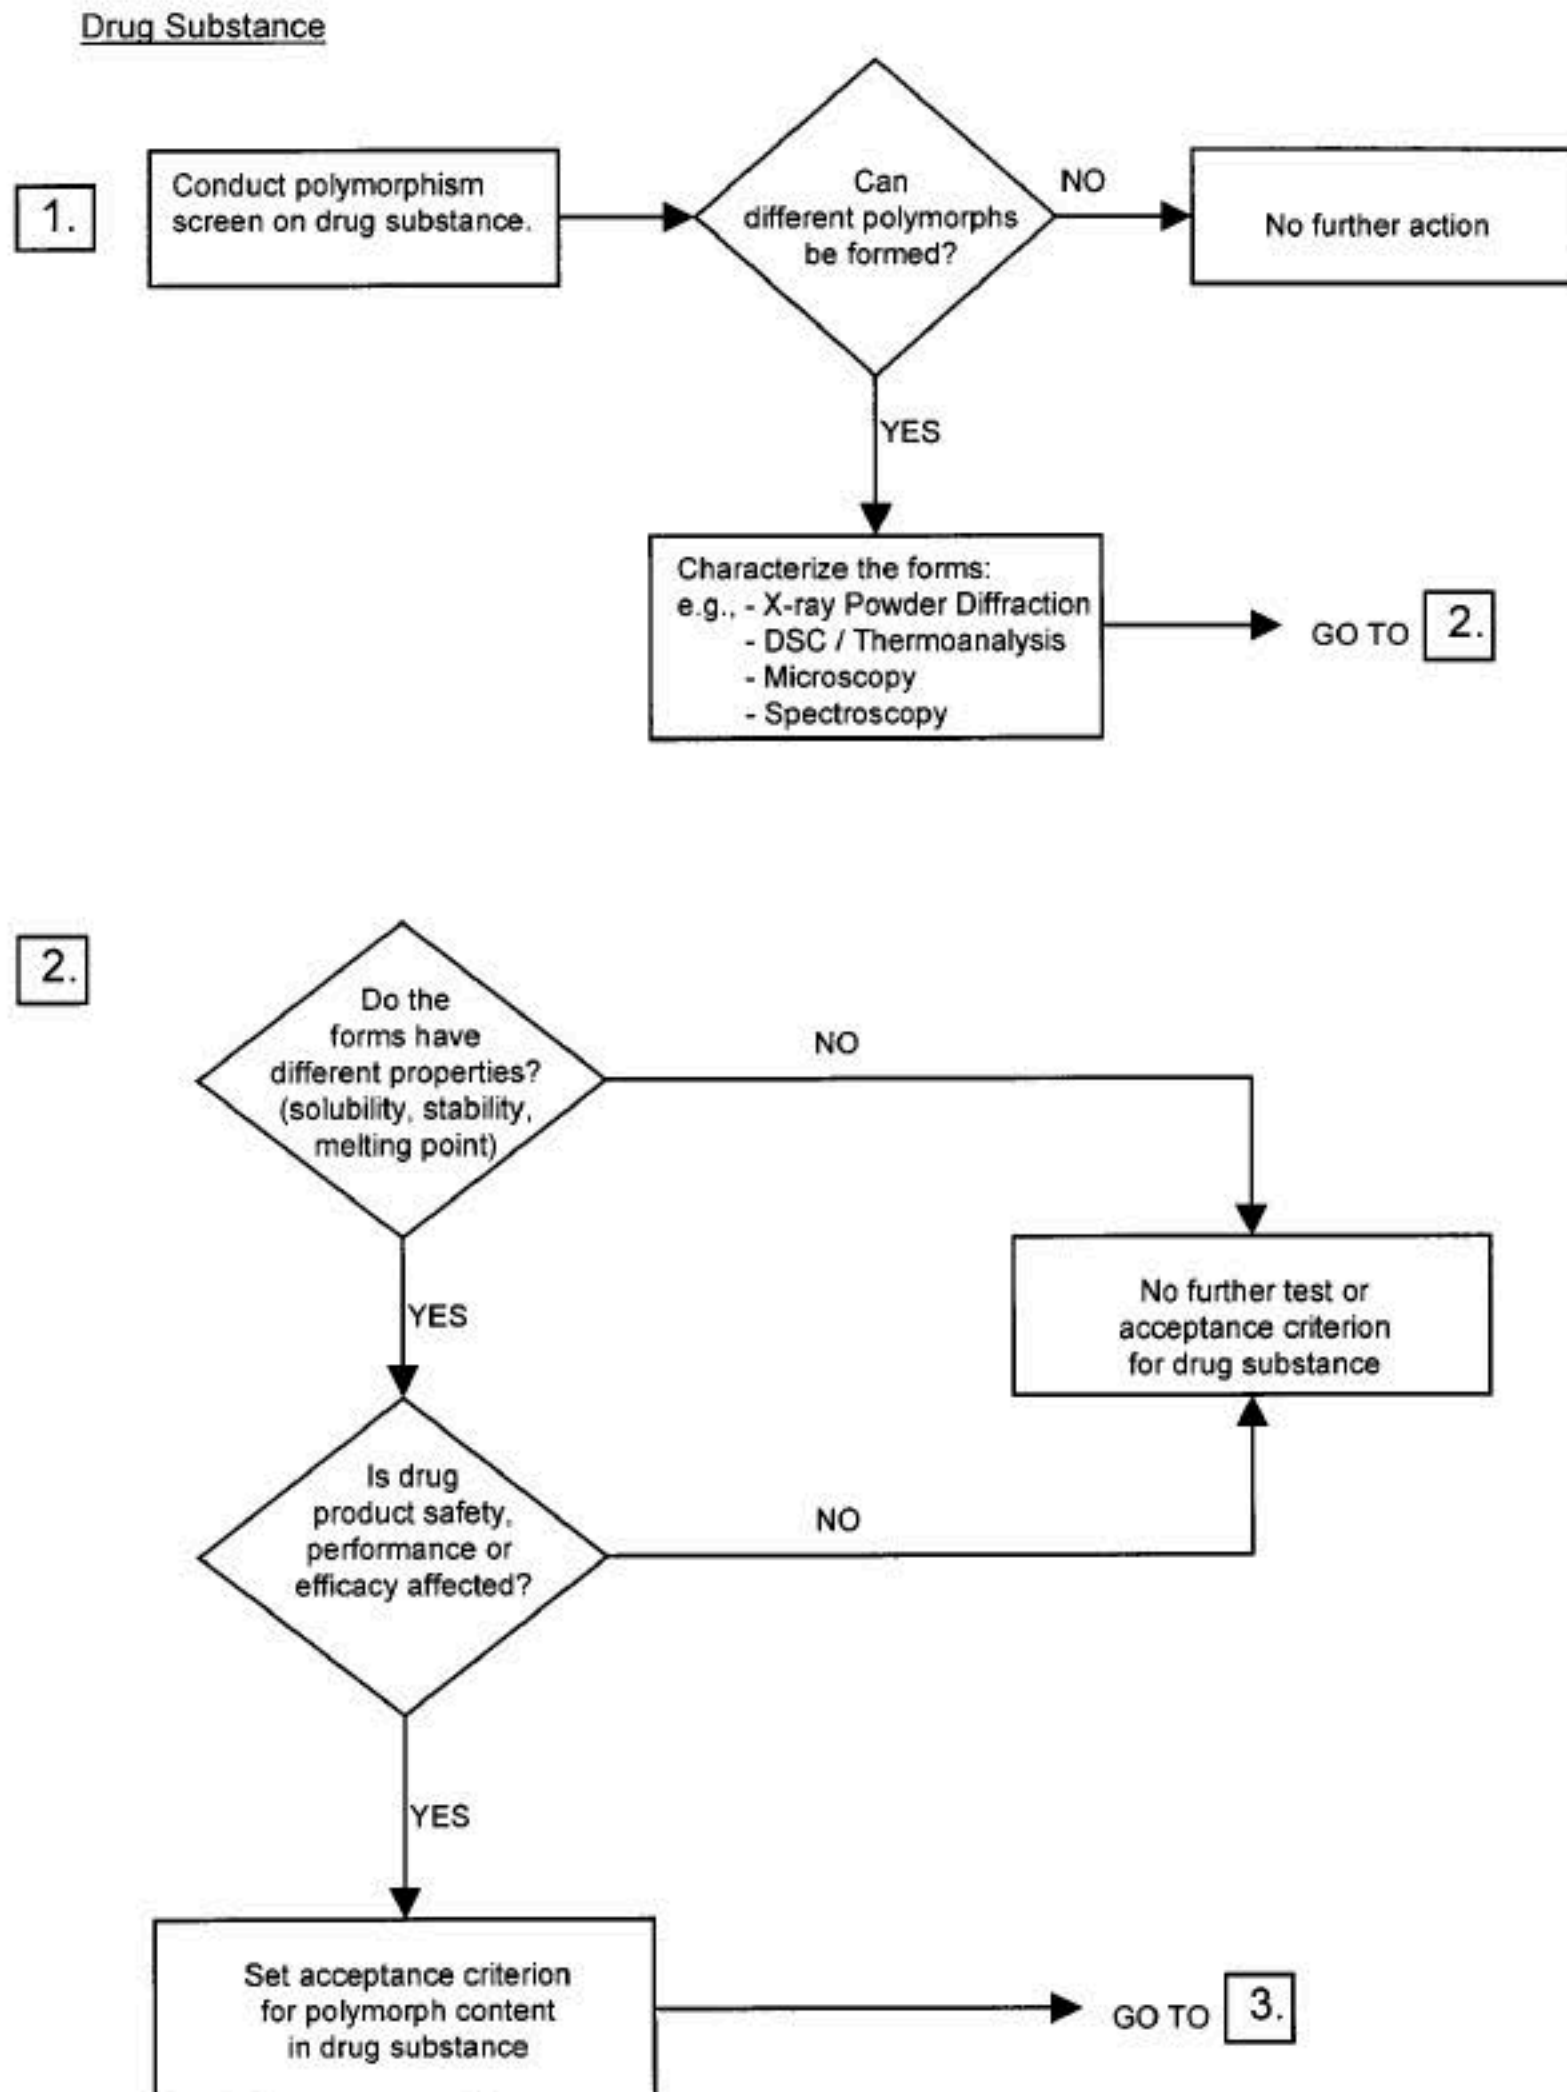 Drug Substance
1.
Conduct polymorphism
screen on drug substance.
Can
different polymorphs
be formed?
NO
No further action
YES
Characterize the forms:
e.g., - X-ray Powder Diffraction
- DSC / Thermoanalysis
- Microscopy
- Spectroscopy
GO TO 2.
2.
Do the
forms have
different properties?
(solubility, stability,
melting point)
NO
No further test or
acceptance criterion
for drug substance
YES
Is drug
product safety,
performance or
efficacy affected?
NO
YES
Set acceptance criterion
for polymorph content
in drug substance
GO TO 3.